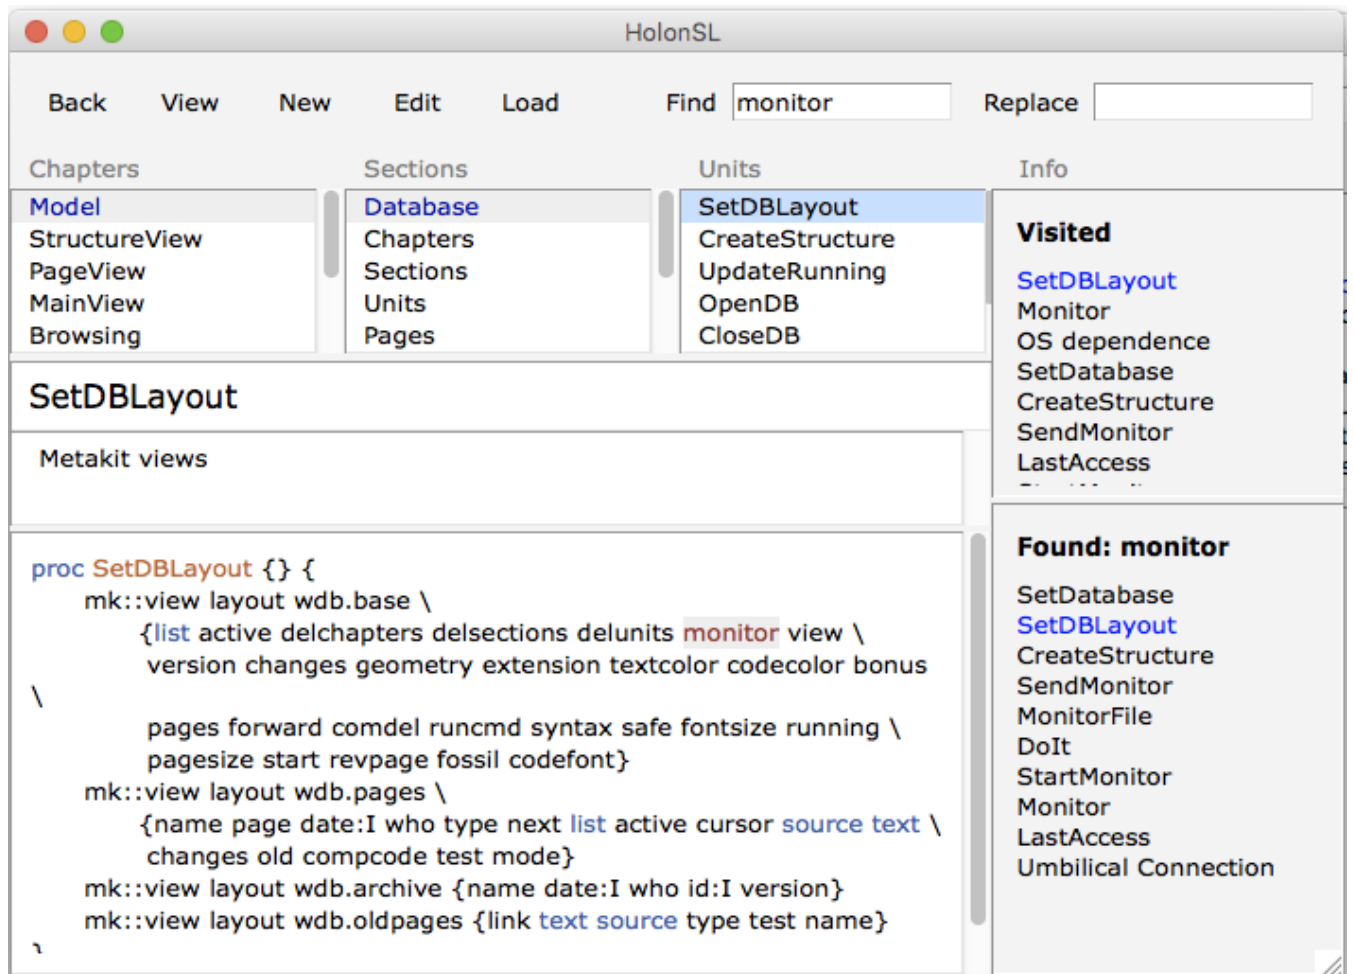 HolonSL
Back View New Edit Load Find monitor Replace
Chapters Sections Units Info
Model
StructureView
PageView
MainView
Browsing
Database
Chapters
Sections
Units
Pages
SetDBLayout
CreateStructure
UpdateRunning
OpenDB
CloseDB
Visited
SetDBLayout
Monitor
OS dependence
SetDatabase
CreateStructure
SendMonitor
LastAccess
SetDBLayout
Metakit views
proc SetDBLayout {} {
mk::view layout wdb.base \
{list active delchapters delsections delunits monitor view \
version changes geometry extension textcolor codecolor bonus
\
pages forward comdel runcmd syntax safe fontsize running \
pagesize start revpage fossil codefont}
mk::view layout wdb.pages \
{name page date:I who type next list active cursor source text \
changes old compcode test mode}
mk::view layout wdb.archive {name date:I who id:I version}
mk::view layout wdb.oldpages {link text source type test name}
}
Found: monitor
SetDatabase
SetDBLayout
CreateStructure
SendMonitor
MonitorFile
DoIt
StartMonitor
Monitor
LastAccess
Umbilical Connection